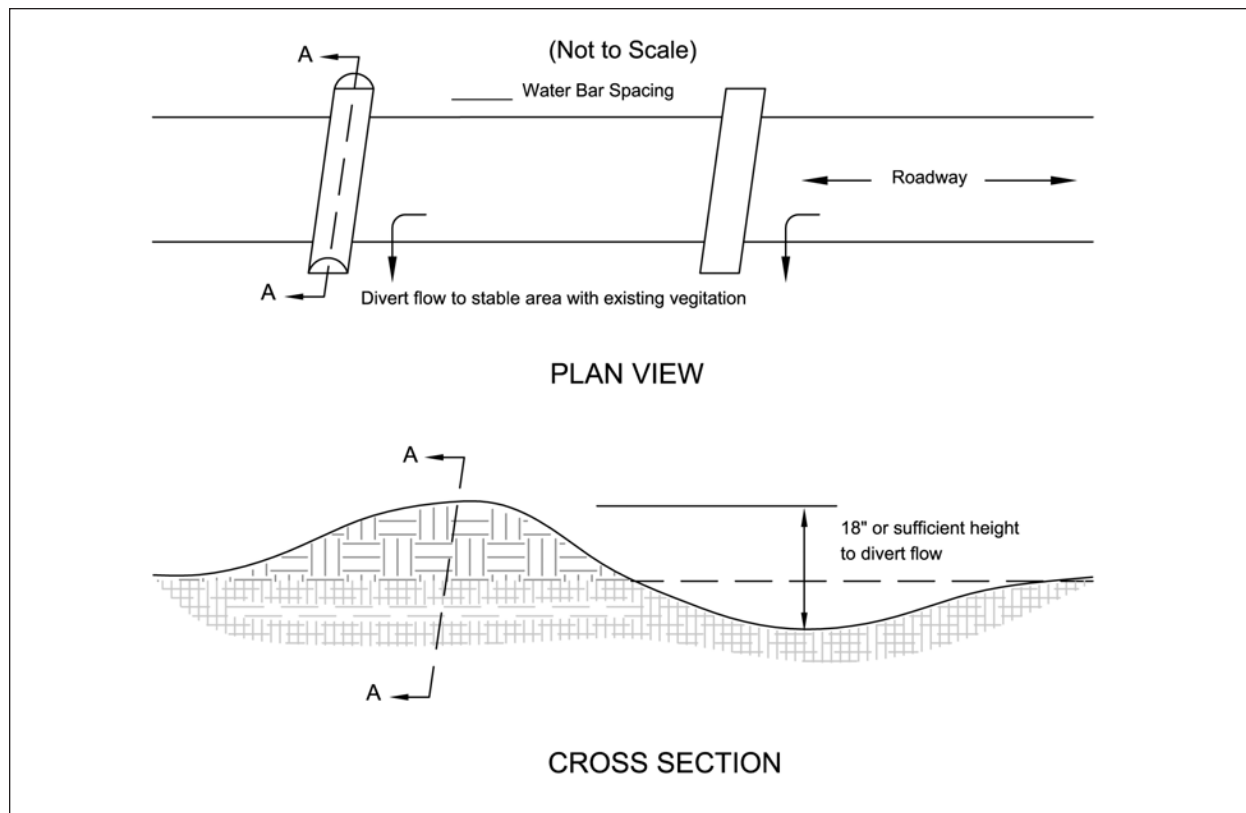 A
(Not to Scale)
Water Bar Spacing
Roadway
A
Divert flow to stable area with existing vegitation
PLAN VIEW
A
18" or sufficient height
to divert flow
A
CROSS SECTION